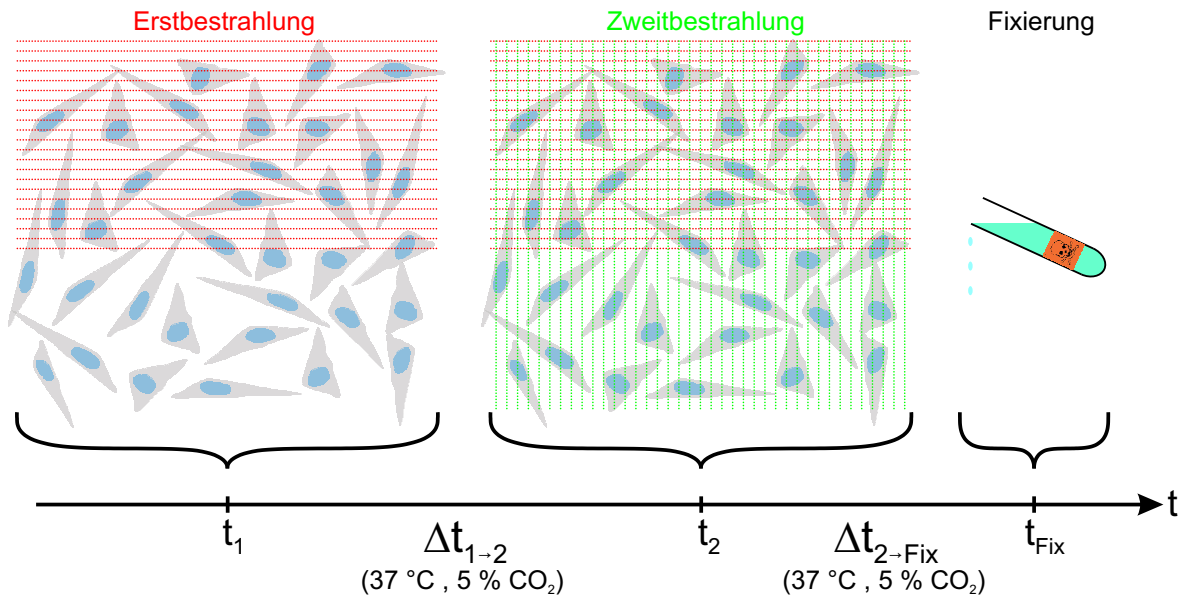 Erstbestrahlung
Zweitbestrahlung
Fixierung
t₁
Δt₁→₂
(37 °C , 5 % CO₂)
t₂
Δt₂→Fix
(37 °C , 5 % CO₂)
tFix
t